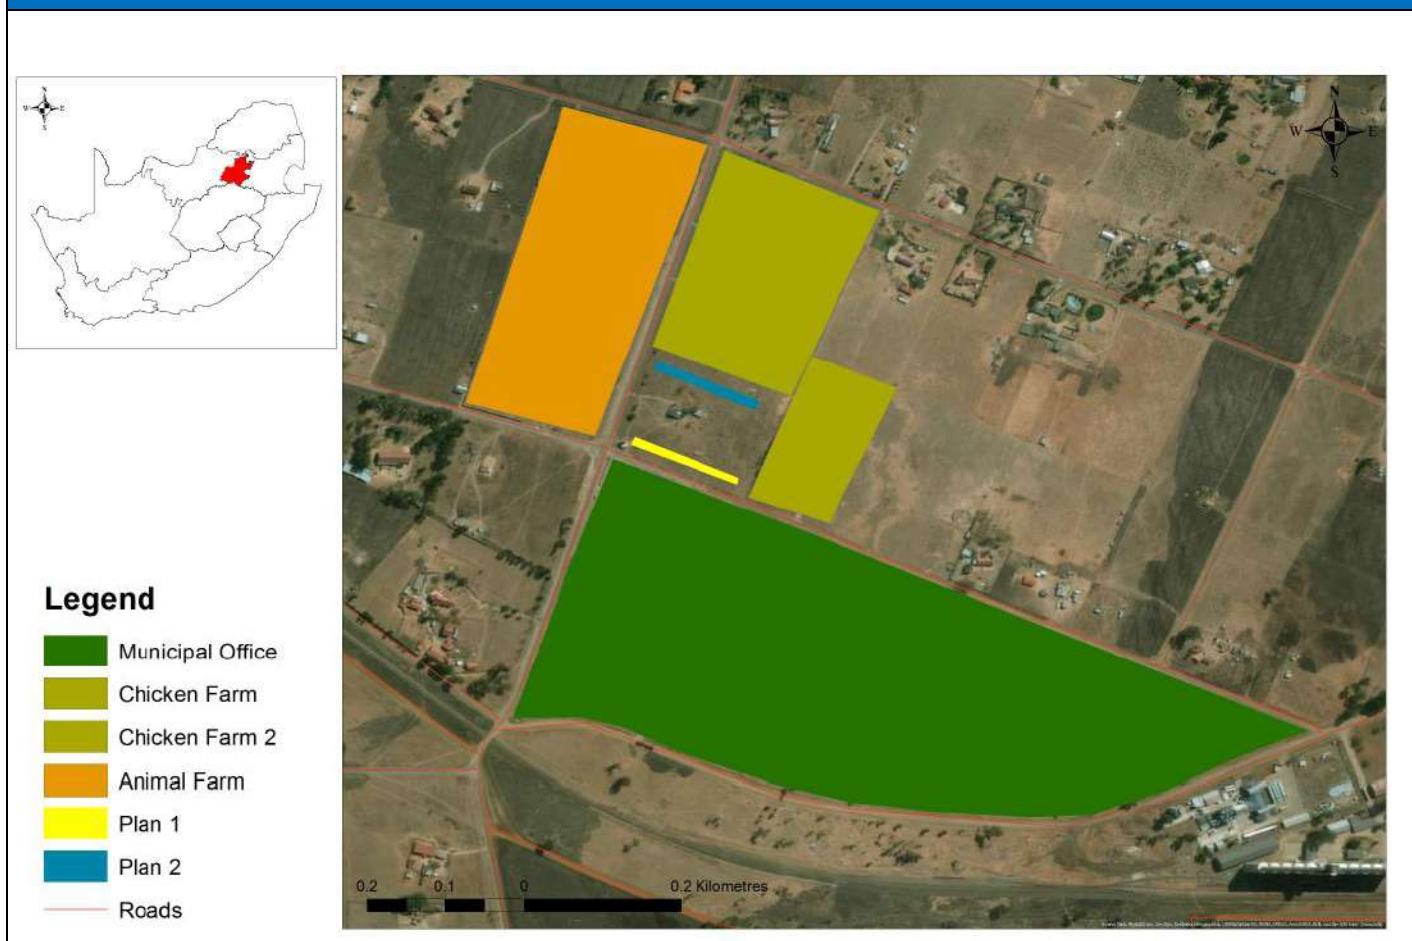 N
W E
S
N
W E
S
Legend
Municipal Office
Chicken Farm
Chicken Farm 2
Animal Farm
Plan 1
Plan 2
Roads
0.2 0.1 0 0.2 Kilometres